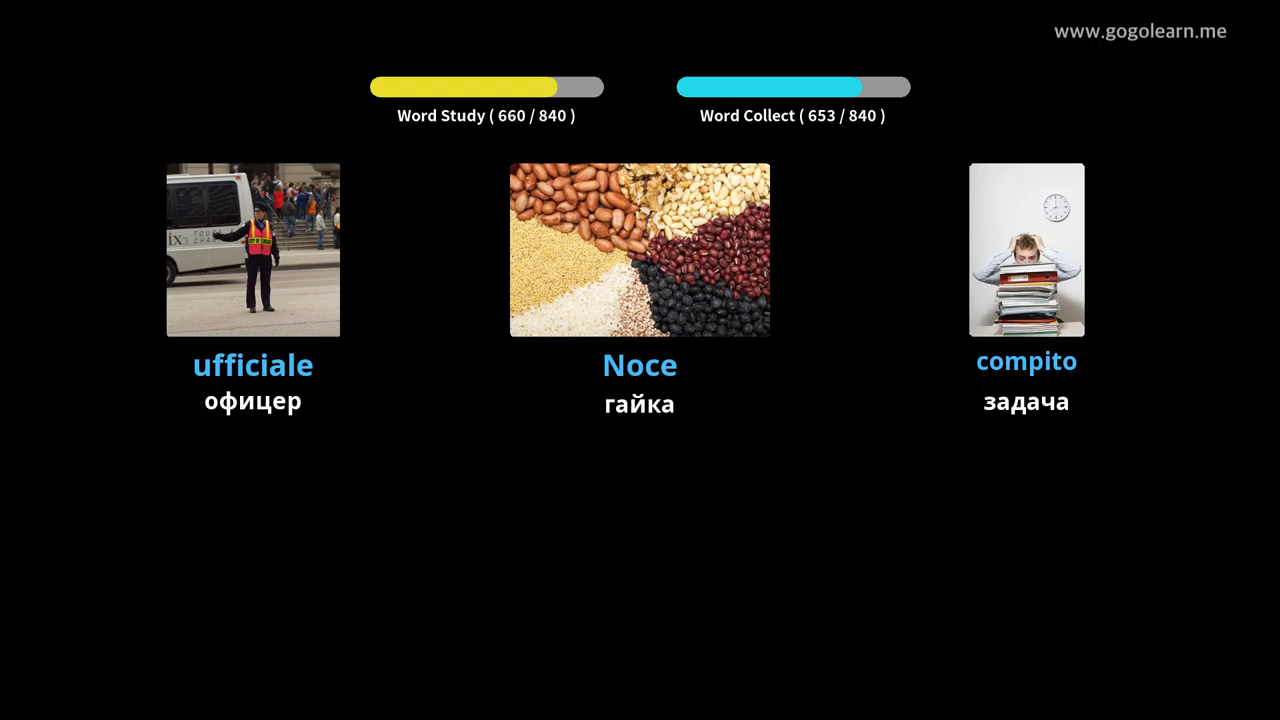 www.gogolearn.me
Word Study ( 660 / 840 )
Word Collect ( 653 / 840 )
ufficiale
офицер
Noce
гайка
compito
задача